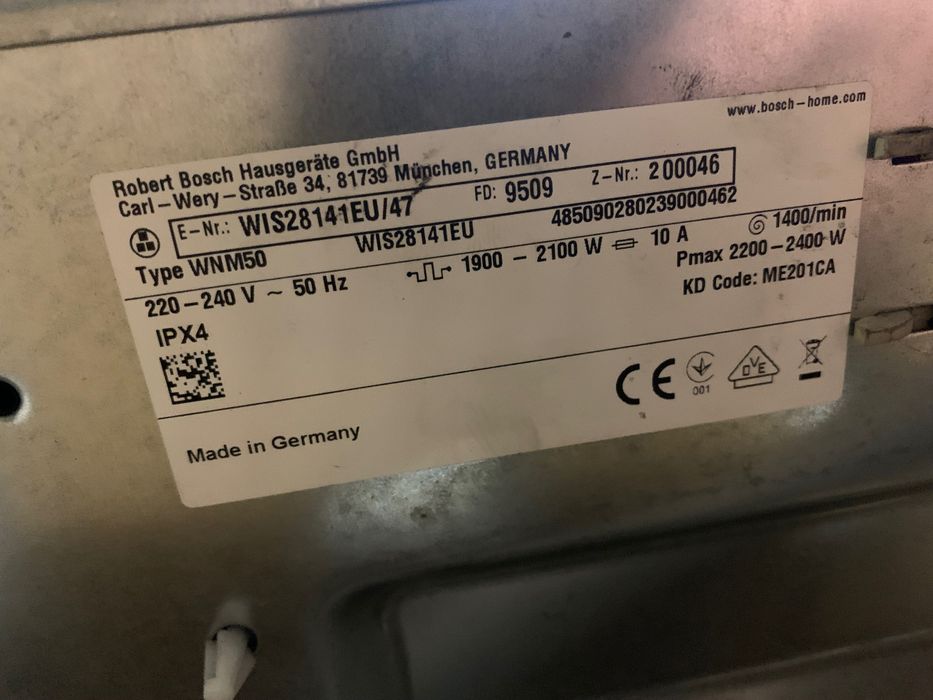 www.bosch-home.com
Robert Bosch Hausgeräte GmbH
Carl-Wery-Straße 34, 81739 München, GERMANY
E-Nr.: WIS28141EU/47 FD: 9509 Z-Nr.: 200046
Type WNM50 WIS28141EU 485090280239000462
220-240 V ~ 50 Hz 1900 - 2100 W 10 A 1400/min
Pmax 2200-2400 W
IPX4 KD Code: ME201CA
CE 001 OVE
Made in Germany